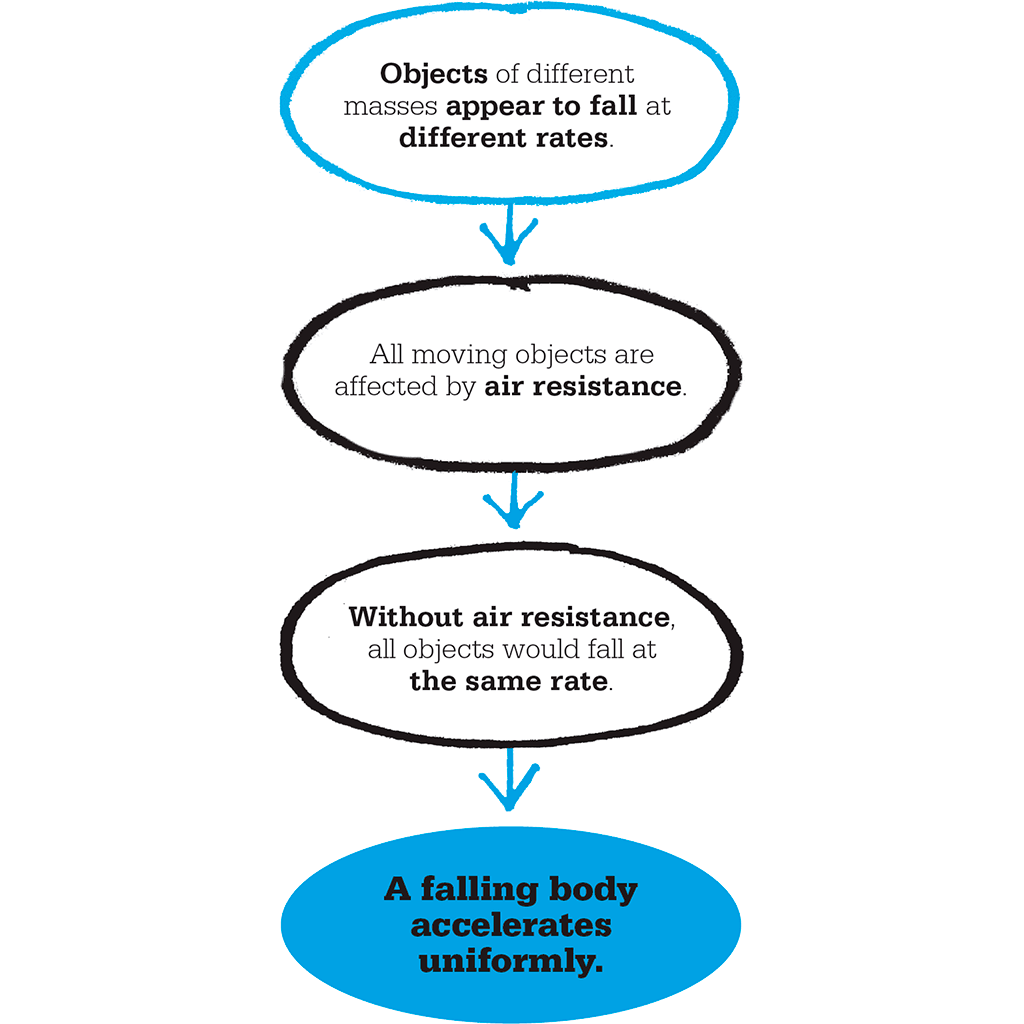 Objects of different
masses appear to fall at
different rates.
All moving objects are
affected by air resistance.
Without air resistance,
all objects would fall at
the same rate.
A falling body
accelerates
uniformly.